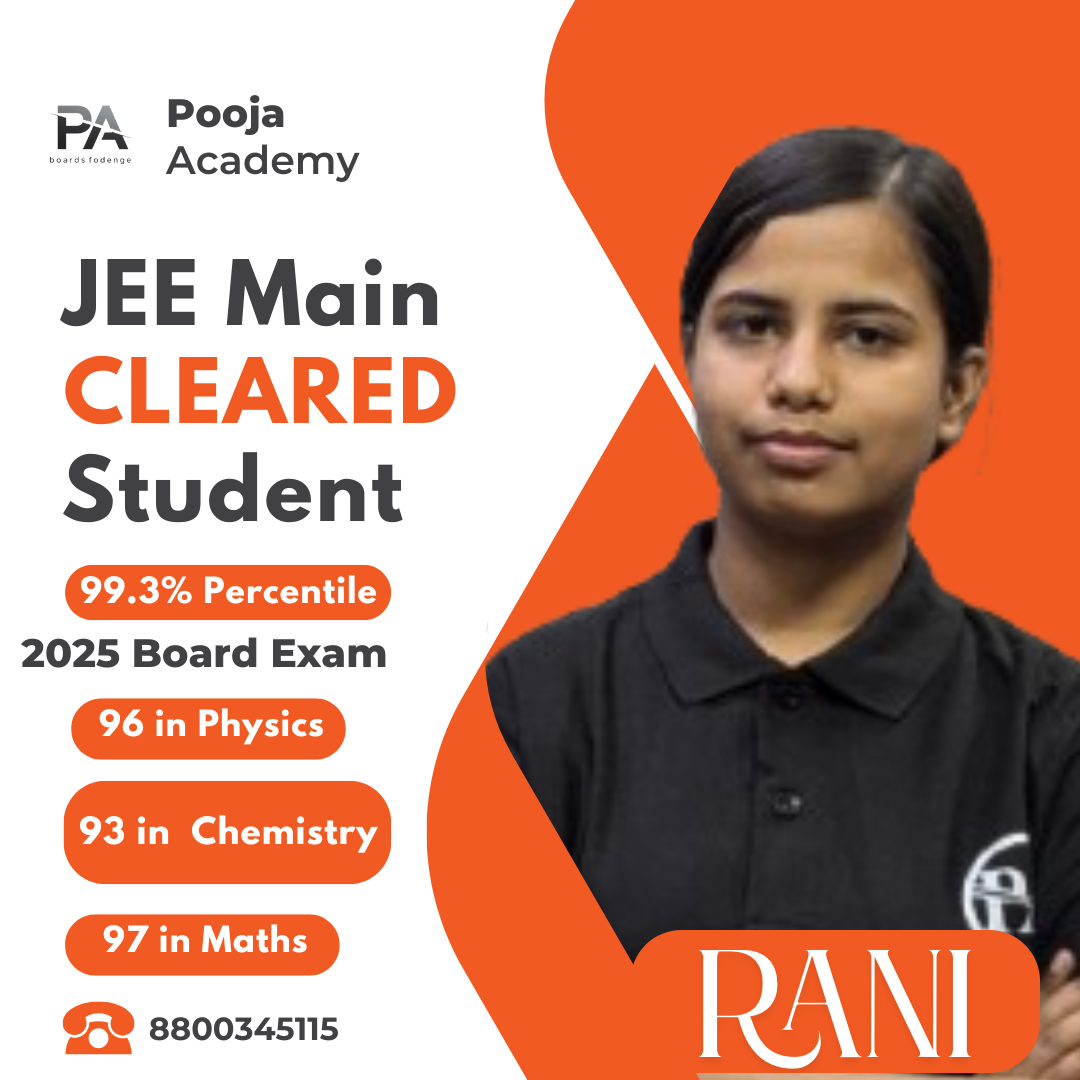 PA
boards fodenge
Pooja
Academy
JEE Main
CLEARED
Student
99.3% Percentile
2025 Board Exam
96 in Physics
93 in  Chemistry
97 in Maths
8800345115
RANI